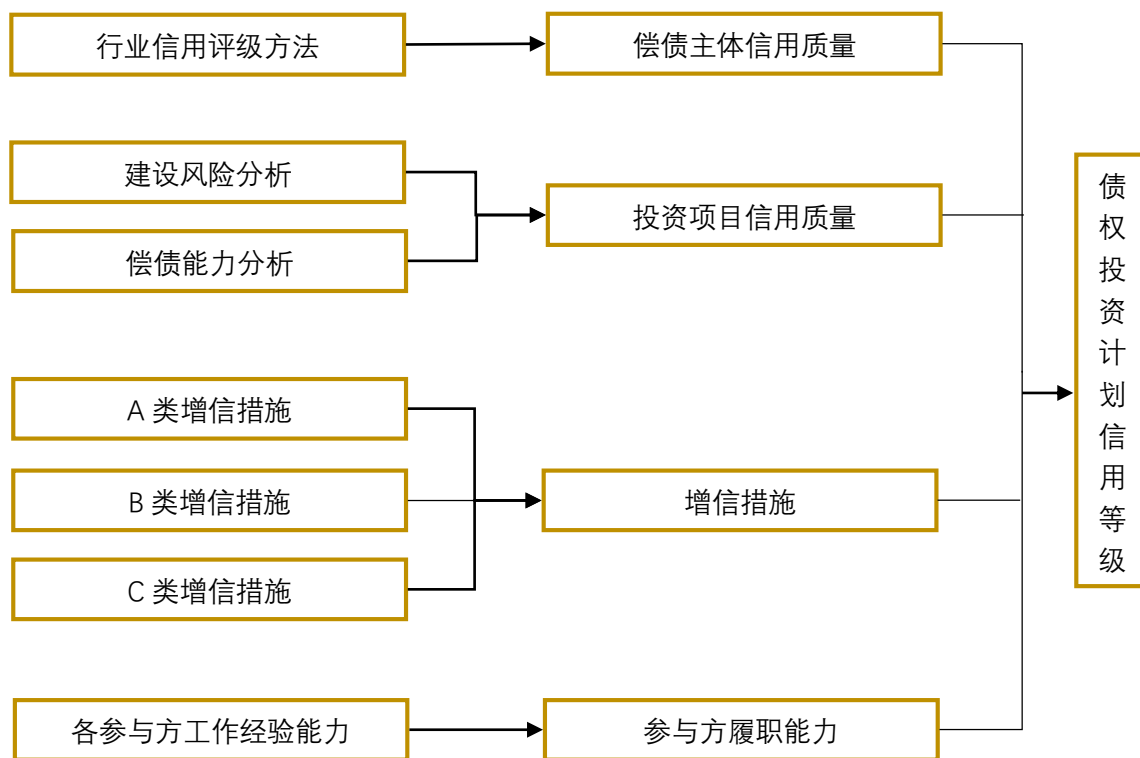 行业信用评级方法
偿债主体信用质量
建设风险分析
偿债能力分析
投资项目信用质量
A 类增信措施
B 类增信措施
C 类增信措施
增信措施
各参与方工作经验能力
参与方履职能力
债
权
投
资
计
划
信
用
等
级